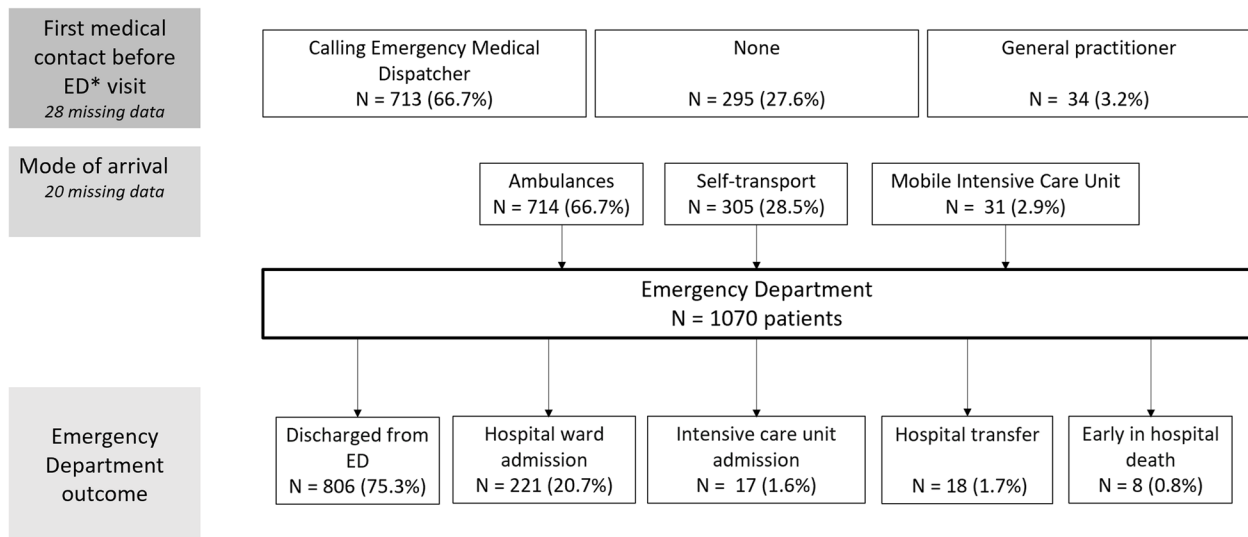 First medical
contact before
ED* visit
28 missing data
Calling Emergency Medical
Dispatcher
N = 713 (66.7%)
None
N = 295 (27.6%)
General practitioner
N = 34 (3.2%)
Mode of arrival
20 missing data
Ambulances
N = 714 (66.7%)
Self-transport
N = 305 (28.5%)
Mobile Intensive Care Unit
N = 31 (2.9%)
Emergency Department
N = 1070 patients
Emergency
Department
outcome
Discharged from
ED
N = 806 (75.3%)
Hospital ward
admission
N = 221 (20.7%)
Intensive care unit
admission
N = 17 (1.6%)
Hospital transfer
N = 18 (1.7%)
Early in hospital
death
N = 8 (0.8%)